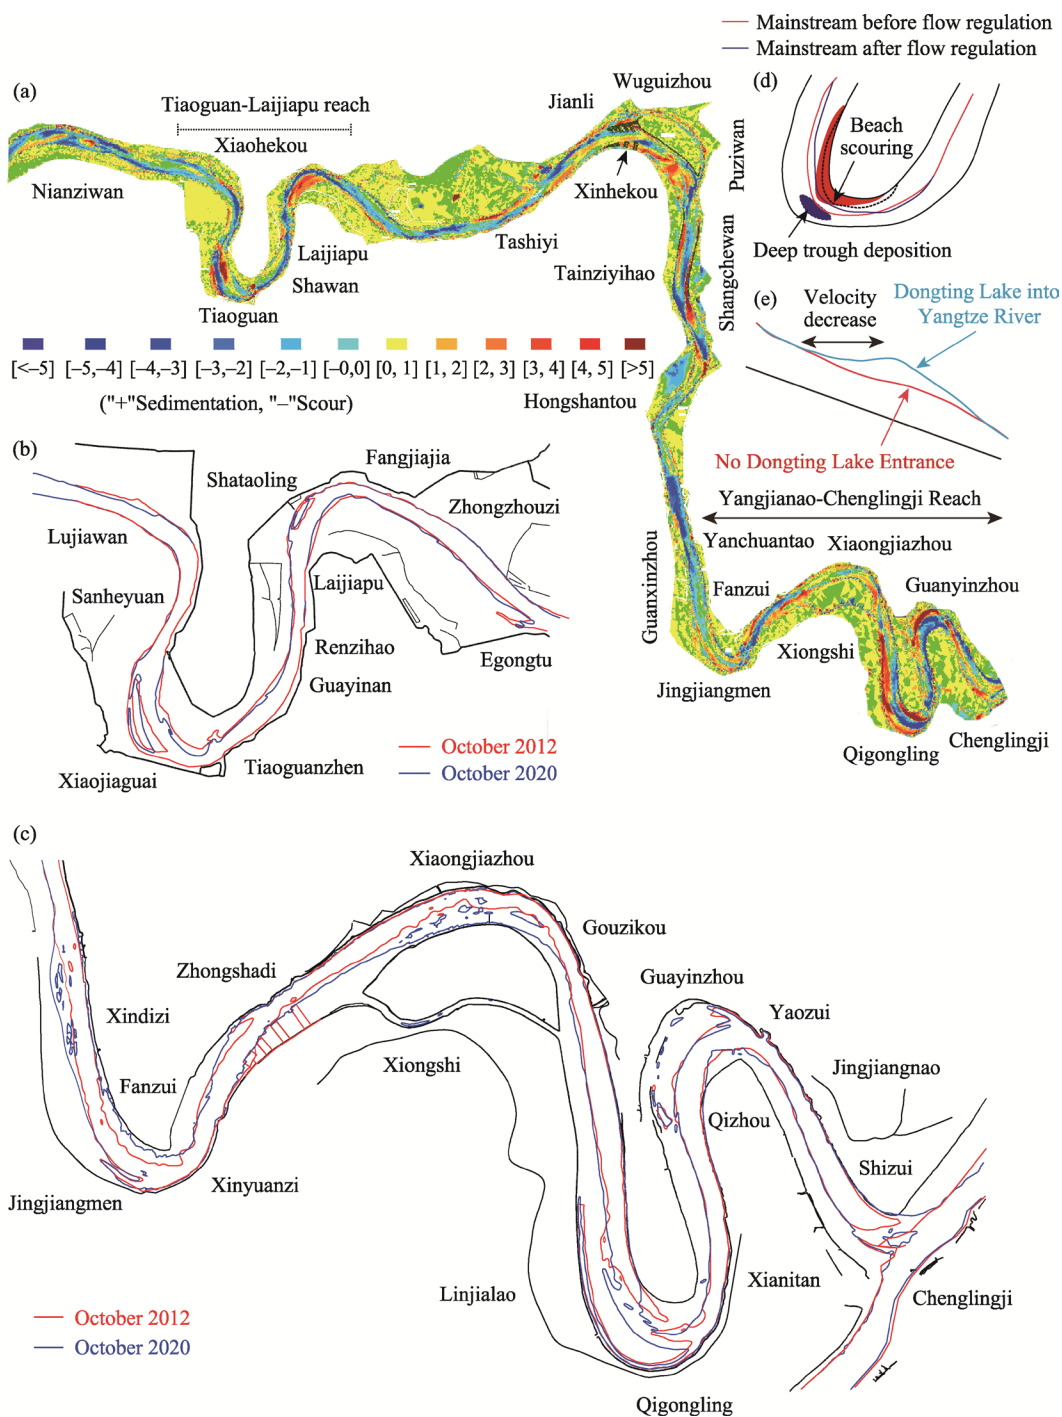 Mainstream before flow regulation
Mainstream after flow regulation
(a)
Tiaoguan-Laijiapu reach
Xiaohekou
Jianli
Wuguizhou
(d)
Beach
scouring
Puziwan
Nianziwan
Xinhekou
Laijiapu
Tashiyi
Shawan
Tainziyihao
Tiaoguan
Shangchewan
Deep trough deposition
(e)
Velocity
decrease
Dongting Lake into
Yangtze River
No Dongting Lake Entrance
[<–5] [–5,–4] [–4,–3] [–3,–2] [–2,–1] [–0,0] [0, 1] [1, 2] [2, 3] [3, 4] [4, 5] [>5]
("+"Sedimentation, "–"Scour)
Hongshantou
Yangjianao-Chenglingji Reach
Guanxinzhou
Yanchuantao
Xiaongjiazhou
Fanzui
Guanyinzhou
Xiongshi
Jingjiangmen
Qigongling
Chenglingji
(b)
Fangjiajia
Shataoling
Zhongzhouzi
Lujiawan
Laijiapu
Sanheyuan
Renzihao
Egongtu
Guayinan
Tiaoguanzhen
Xiaojiaguai
October 2012
October 2020
(c)
Xiaongjiazhou
Gouzikou
Zhongshadi
Guayinzhou
Yaozui
Xindizi
Xiongshi
Jingjiangnao
Fanzui
Qizhou
Shizui
Xinyuanzi
Jingjiangmen
Linjialao
Xianitan
Chenglingji
October 2012
October 2020
Qigongling